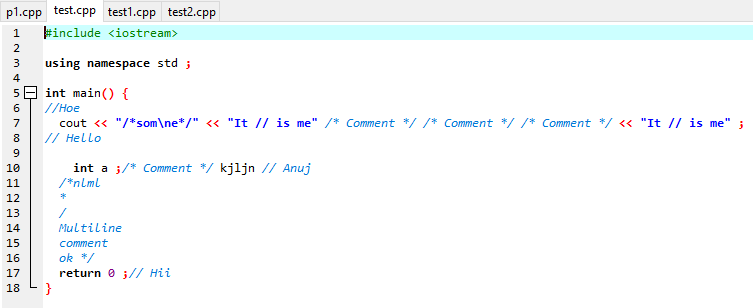 p1.cpp test.cpp test1.cpp test2.cpp
1 #include <iostream>
2
3 using namespace std ;
4
5 int main() {
6 //Hoe
7 cout << "/*som\ne*/" << "It // is me" /* Comment */ /* Comment */ /* Comment */ << "It // is me" ;
8 // Hello
9
10 int a ;/* Comment */ kjljn // Anuj
11 /*nlml
12 *
13 /
14 Multiline
15 comment
16 ok */
17 return 0 ;// Hii
18 }